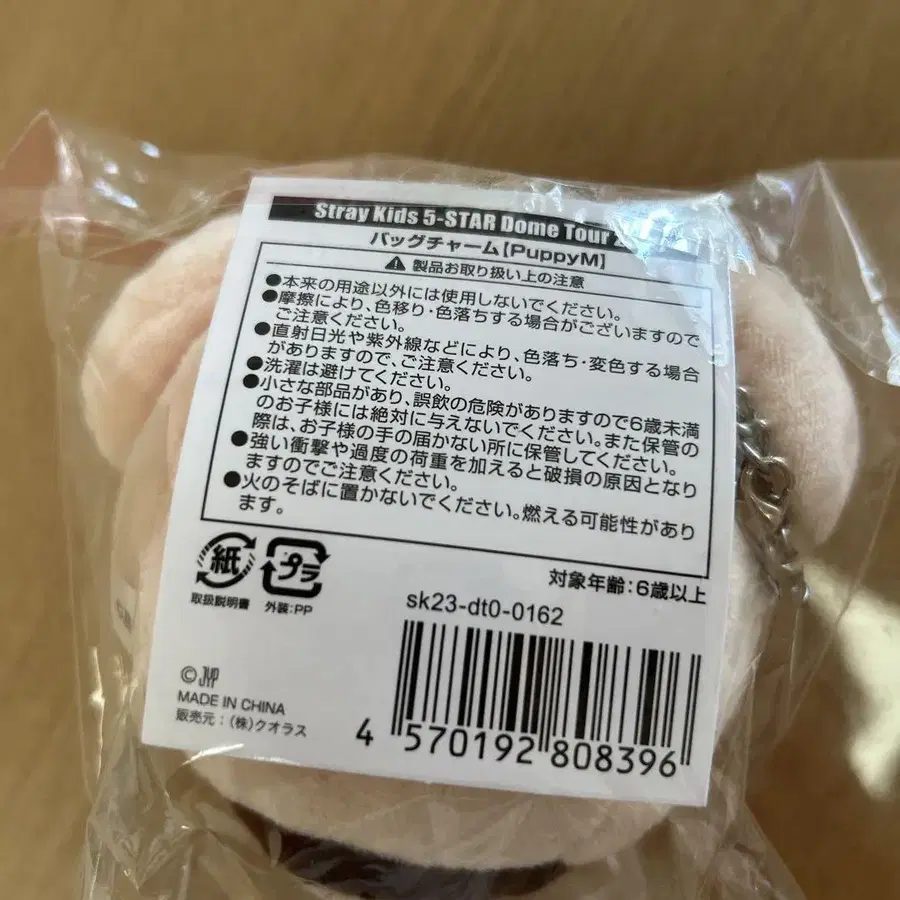 Stray Kids 5-STAR Dome Tour
バッグチャーム【PuppyM】
製品お取り扱い上の注意
●本来の用途以外には使用しないでください。
●摩擦により、色移り・色落ちする場合がございますので
ご注意ください。
●直射日光や紫外線などにより、色落ち・変色する場合
がありますので、ご注意ください。
●洗濯は避けてください。
●小さな部品があり、誤飲の危険がありますので6歳未満
のお子様には絶対に与えないでください。また保管の
際は、お子様の手の届かない所に保管してください。
●強い衝撃や過度の荷重を加えると破損の原因となり
ますのでご注意ください。
●火のそばに置かないでください。燃える可能性があり
ます。
対象年齢:6歳以上
紙 プラ
取扱説明書 外装:PP
sk23-dt0-0162
© JYP
MADE IN CHINA
販売元:(株)クオラス
4 570192 808396